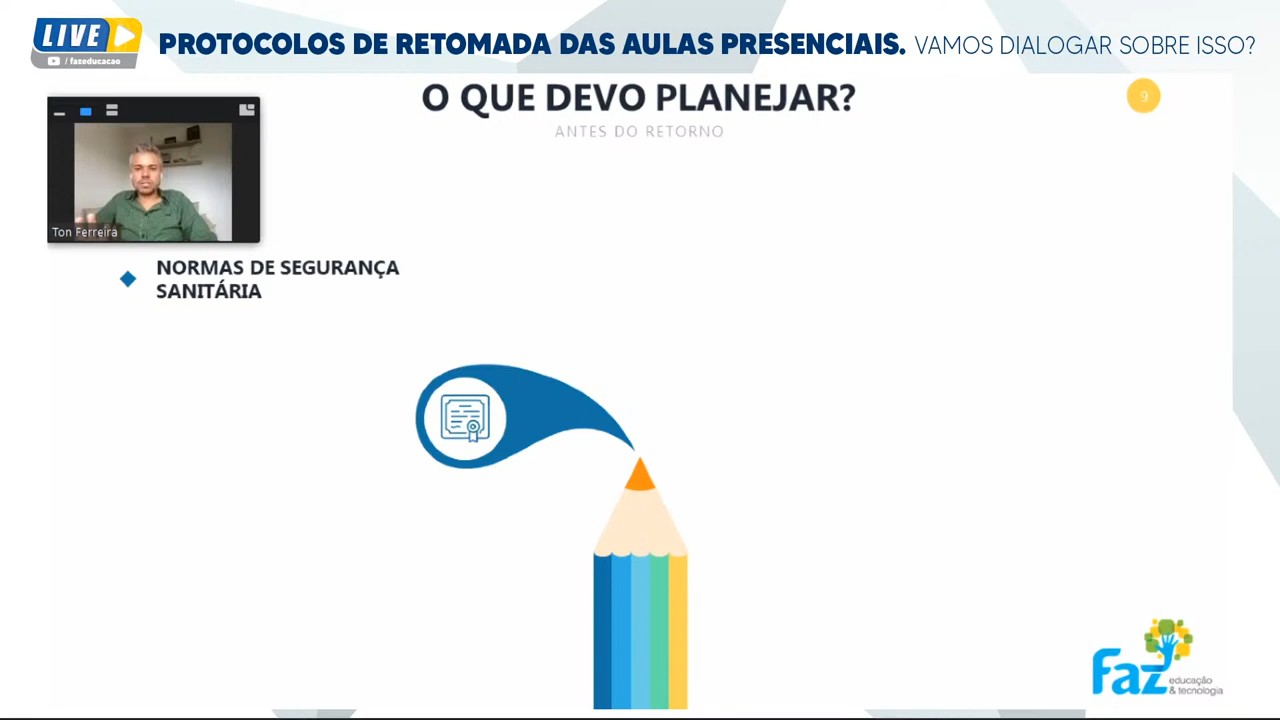 LIVE
/ fazeducacao
PROTOCOLOS DE RETOMADA DAS AULAS PRESENCIAIS. VAMOS DIALOGAR SOBRE ISSO?
O QUE DEVO PLANEJAR?
ANTES DO RETORNO
9
Ton Ferreira
NORMAS DE SEGURANÇA
SANITÁRIA
faz
educação
& tecnologia